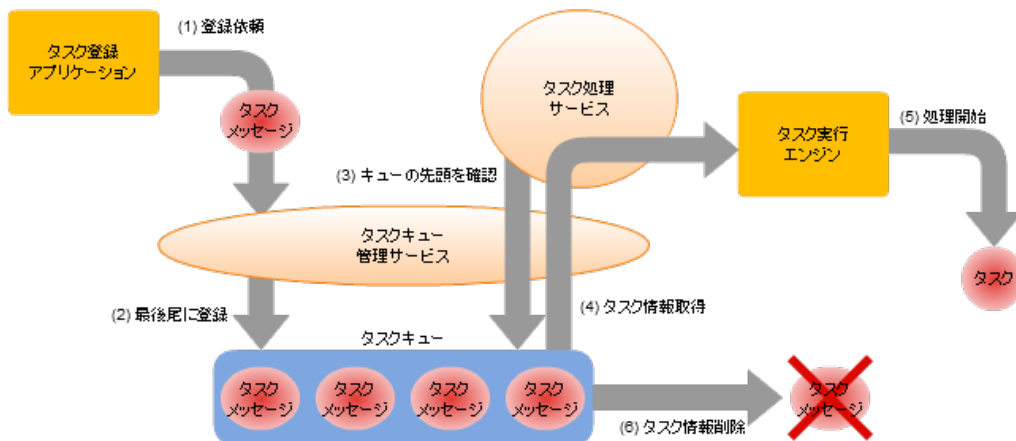 (1) 登録依頼
タスク登録
アプリケーション
タスク
メッセージ
タスク処理
サービス
(5) 処理開始
タスク実行
エンジン
(3) キューの先頭を確認
タスクキュー
管理サービス
タスク
(2) 最後尾に登録
(4) タスク情報取得
タスクキュー
タスク
メッセージ
タスク
メッセージ
タスク
メッセージ
タスク
メッセージ
タスク
メッセージ
(6) タスク情報削除